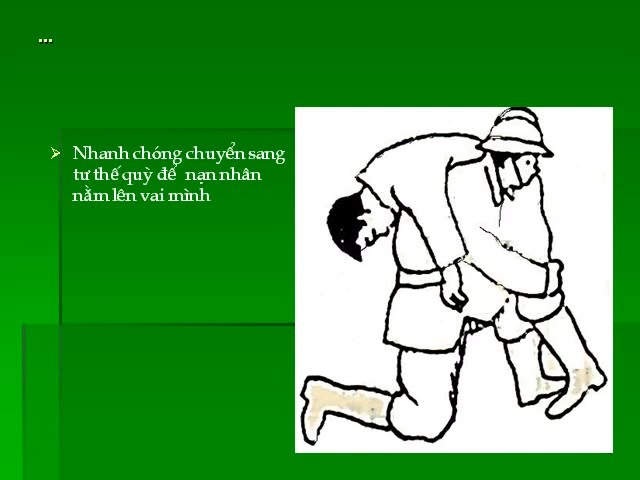 ...
Nhanh chóng chuyển sang
tư thế quỳ để nạn nhân
nằm lên vai mình